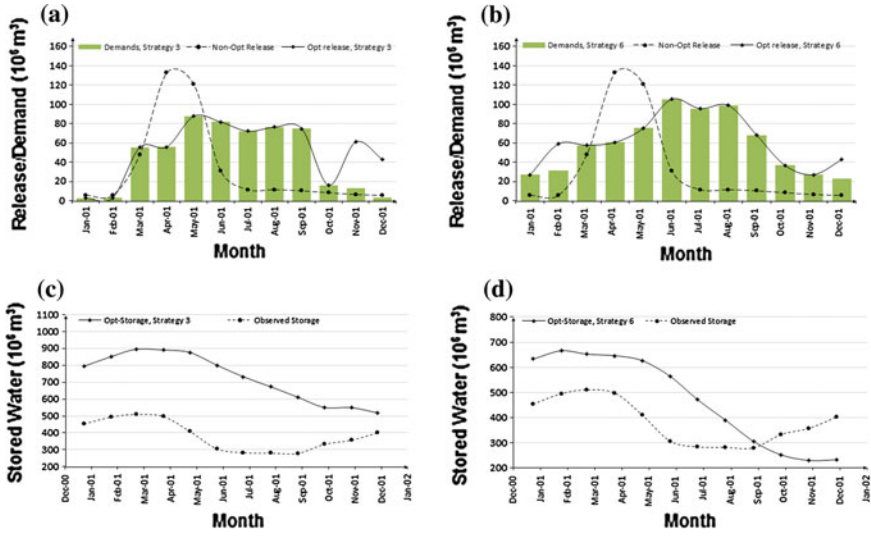 (a)
Demands, Strategy 3
Non-Opt Release
Opt release, Strategy 3
Release/Demand (10⁶ m³)
160
140
120
100
80
60
40
20
0
Jan-01
Feb-01
Mar-01
Apr-01
May-01
Jun-01
Jul-01
Aug-01
Sep-01
Oct-01
Nov-01
Dec-01
Month
(b)
Demands, Strategy 6
Non-Opt Release
Opt release, Strategy 6
Release/Demand (10⁶ m³)
160
140
120
100
80
60
40
20
0
Jan-01
Feb-01
Mar-01
Apr-01
May-01
Jun-01
Jul-01
Aug-01
Sep-01
Oct-01
Nov-01
Dec-01
Month
(c)
Opt-Storage, Strategy 3
Observed Storage
Stored Water (10⁶ m³)
1100
1000
900
800
700
600
500
400
300
200
Dec-00
Jan-01
Feb-01
Mar-01
Apr-01
May-01
Jun-01
Jul-01
Aug-01
Sep-01
Oct-01
Nov-01
Dec-01
Jan-02
Month
(d)
Opt-Storage, Strategy 6
Observed Storage
Stored Water (10⁶ m³)
800
700
600
500
400
300
200
Dec-00
Jan-01
Feb-01
Mar-01
Apr-01
May-01
Jun-01
Jul-01
Aug-01
Sep-01
Oct-01
Nov-01
Dec-01
Jan-02
Month